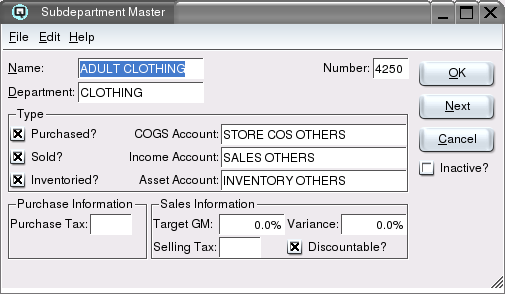 Subdepartment Master
File Edit Help
Name: ADULT CLOTHING Number: 4250
Department: CLOTHING
OK
Next
Cancel
Inactive?
Type
Purchased? COGS Account: STORE COS OTHERS
Sold? Income Account: SALES OTHERS
Inventoried? Asset Account: INVENTORY OTHERS
Purchase Information
Purchase Tax:
Sales Information
Target GM: 0.0% Variance: 0.0%
Selling Tax: Discountable?